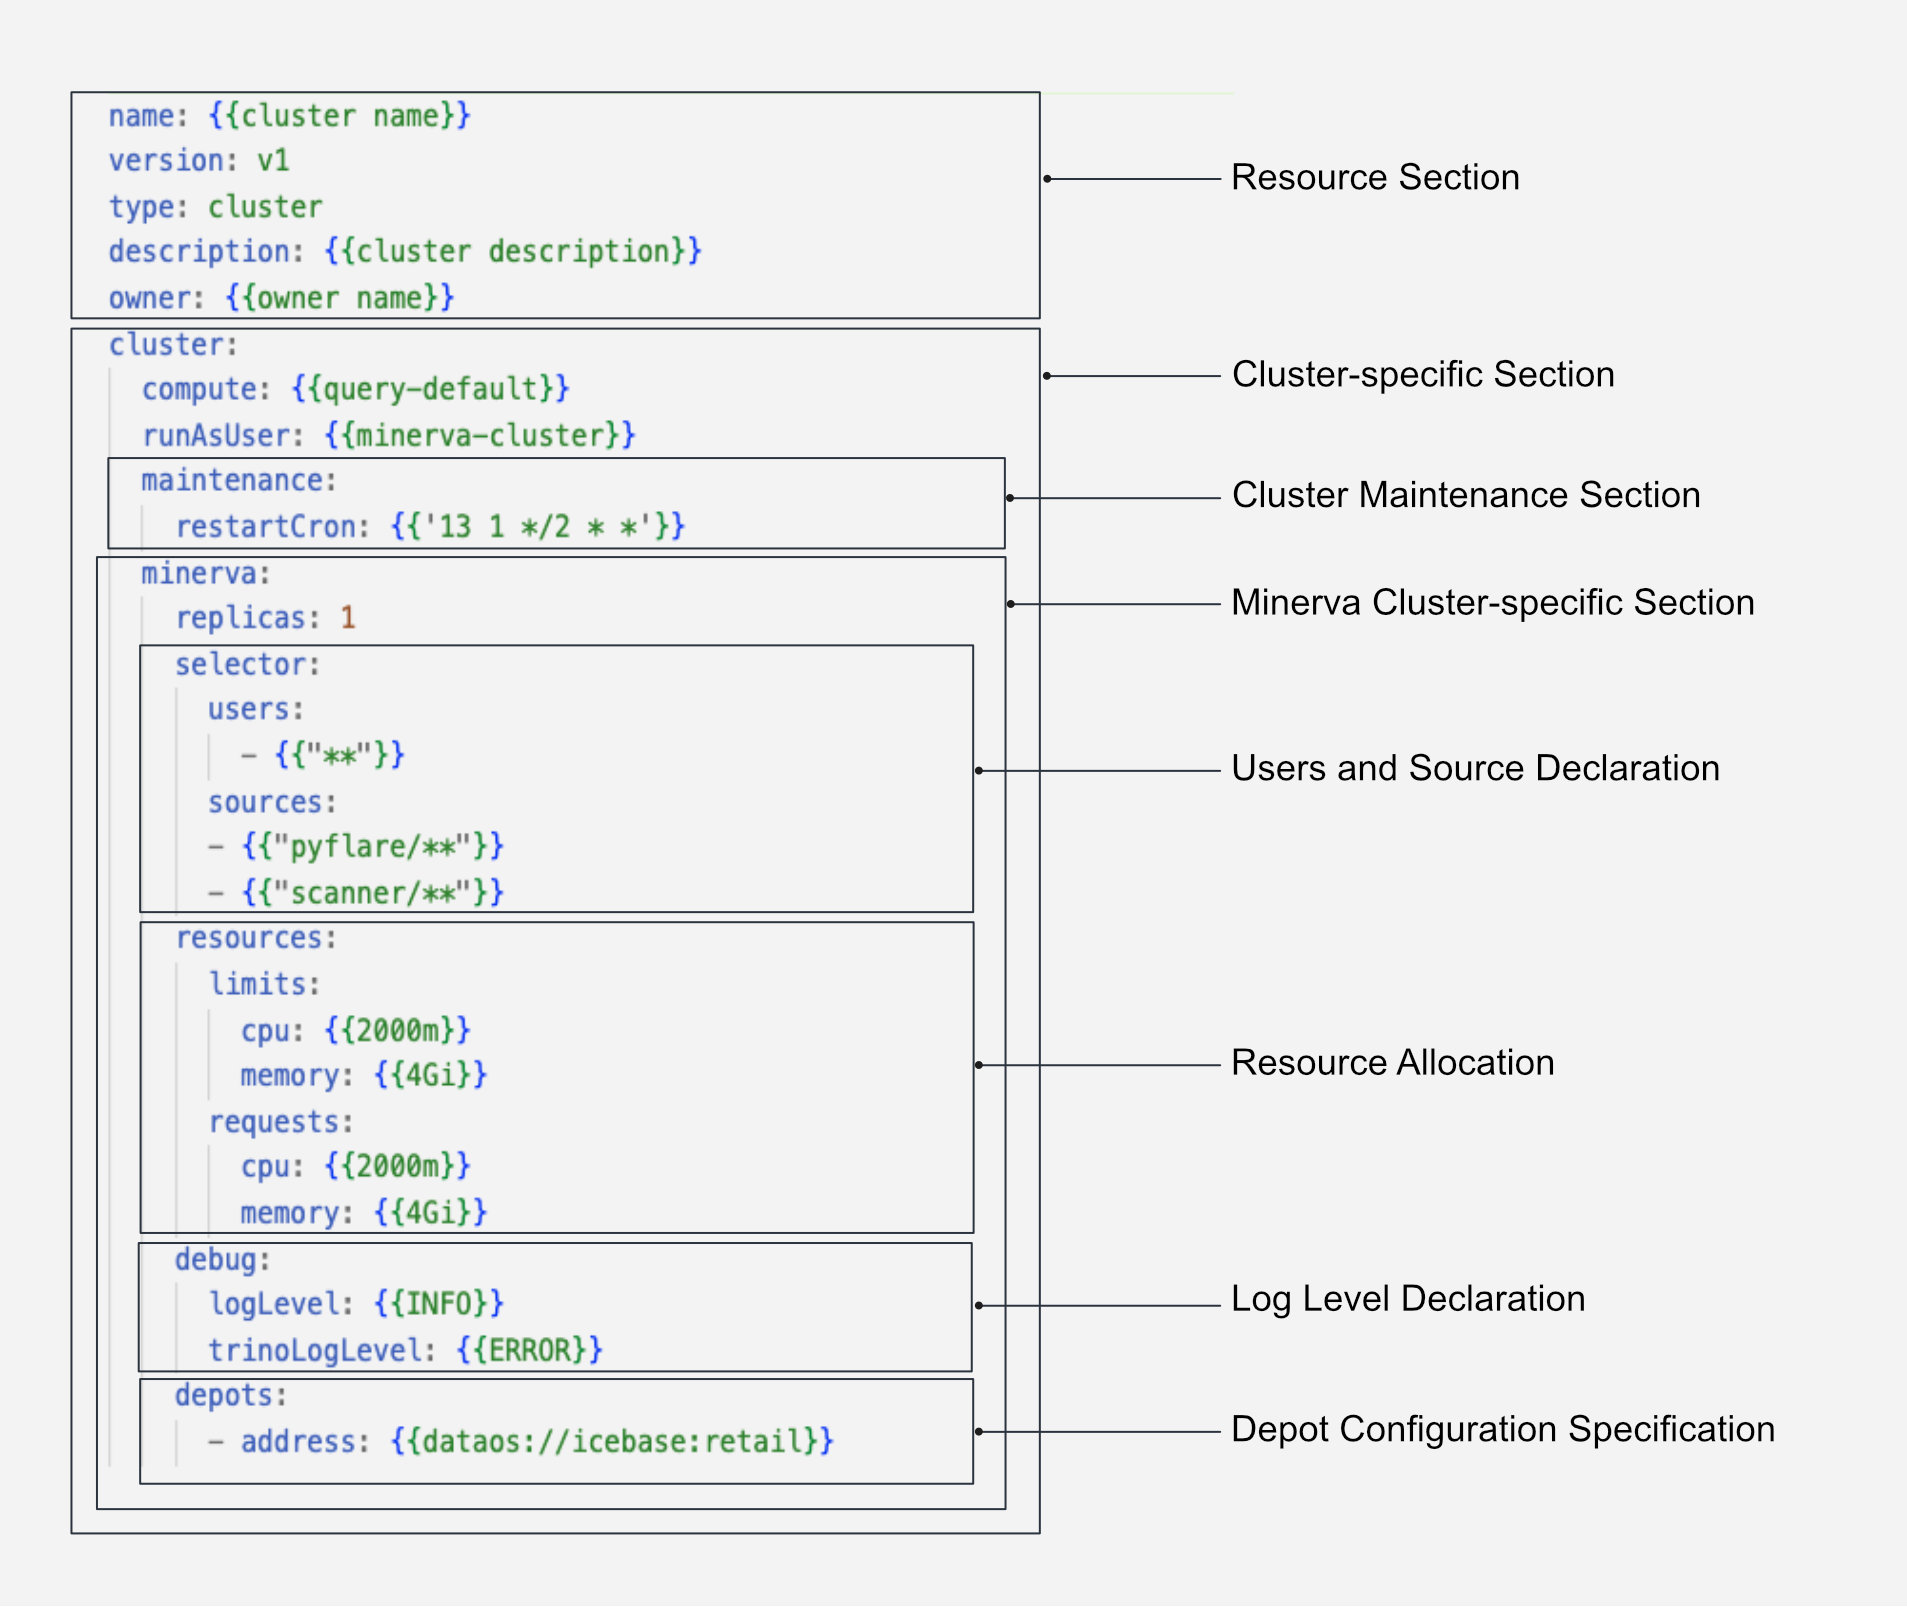 name: {{cluster name}}
version: v1
type: cluster
description: {{cluster description}}
owner: {{owner name}}
Resource Section
cluster:
compute: {{query-default}}
runAsUser: {{minerva-cluster}}
Cluster-specific Section
maintenance:
restartCron: {{'13 1 */2 * *'}}
Cluster Maintenance Section
minerva:
replicas: 1
Minerva Cluster-specific Section
selector:
users:
- {{"**"}}
sources:
- {{"pyflare/**"}}
- {{"scanner/**"}}
Users and Source Declaration
resources:
limits:
cpu: {{2000m}}
memory: {{4Gi}}
requests:
cpu: {{2000m}}
memory: {{4Gi}}
Resource Allocation
debug:
logLevel: {{INFO}}
trinoLogLevel: {{ERROR}}
Log Level Declaration
depots:
- address: {{dataos://icebase:retail}}
Depot Configuration Specification